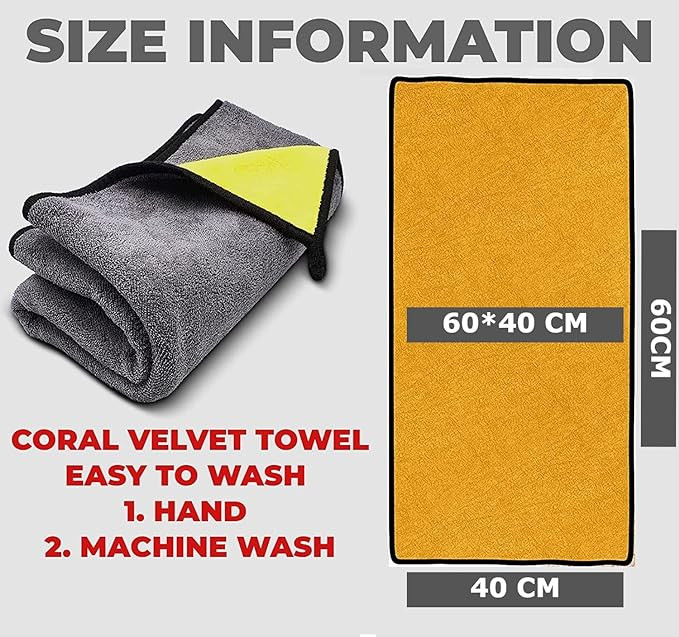 SIZE INFORMATION
60*40 CM
60CM
40 CM
CORAL VELVET TOWEL
EASY TO WASH
1. HAND
2. MACHINE WASH